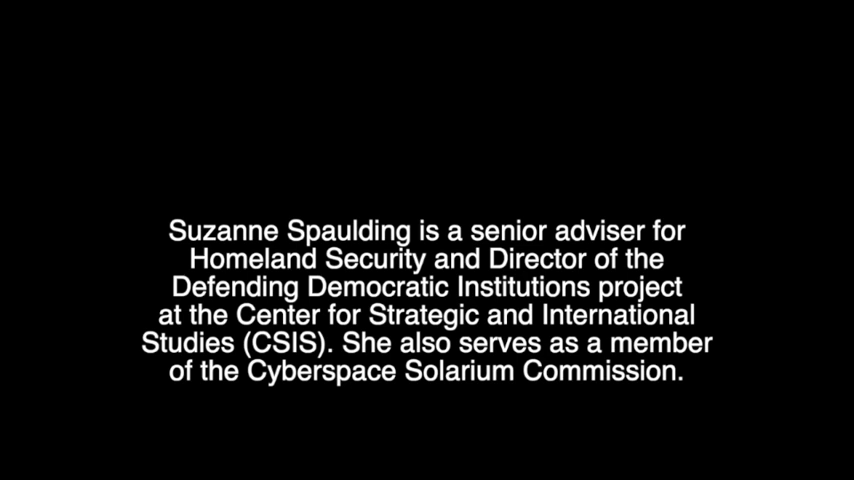 Suzanne Spaulding is a senior adviser for
Homeland Security and Director of the
Defending Democratic Institutions project
at the Center for Strategic and International
Studies (CSIS). She also serves as a member
of the Cyberspace Solarium Commission.